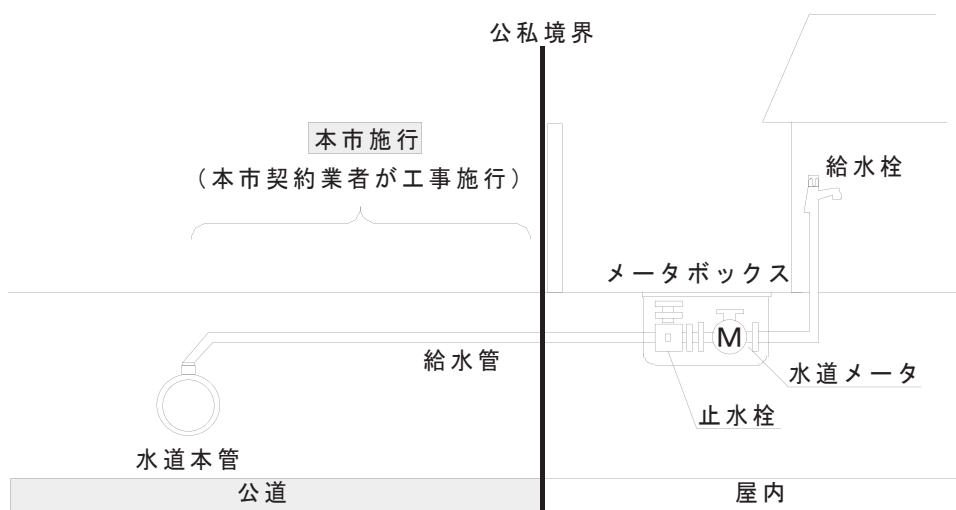 公私境界
本市施行
（本市契約業者が工事施行）
給水栓
メータボックス
M
給水管
水道メータ
止水栓
水道本管
公道
屋内